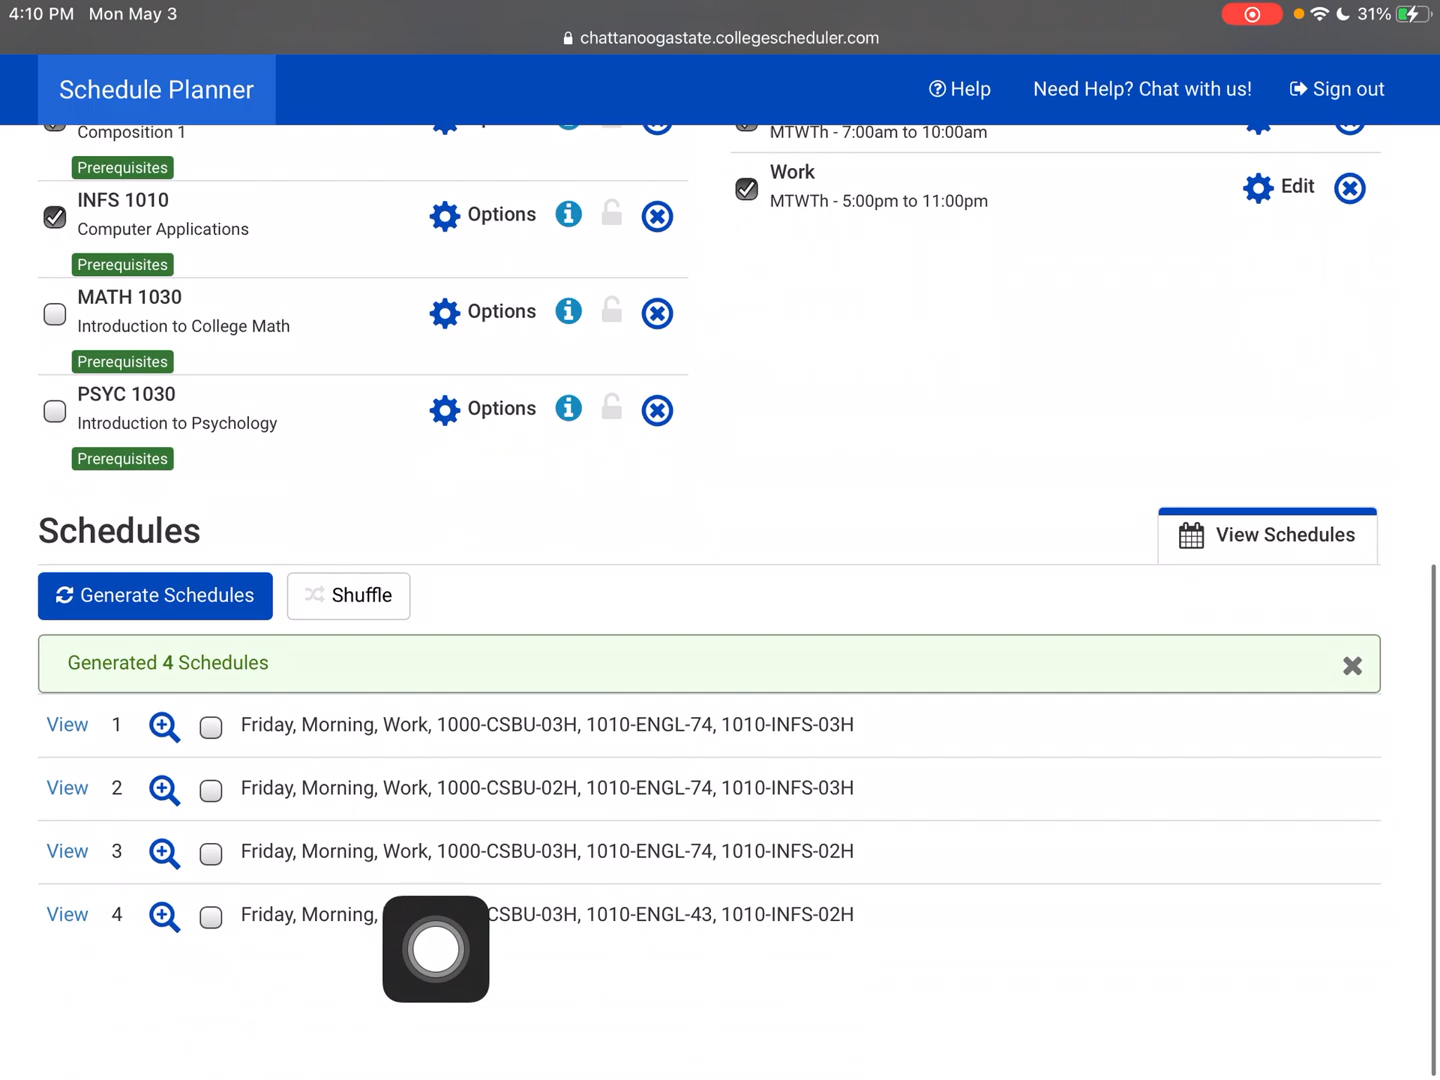 4:10 PM Mon May 3
31%
chattanoogastate.collegescheduler.com
Schedule Planner
Help
Need Help? Chat with us!
Sign out
Composition 1
Prerequisites
INFS 1010
Computer Applications
Options
Prerequisites
MATH 1030
Introduction to College Math
Options
Prerequisites
PSYC 1030
Introduction to Psychology
Options
Prerequisites
MTWTh - 7:00am to 10:00am
Work
MTWTh - 5:00pm to 11:00pm
Edit
Schedules
View Schedules
Generate Schedules
Shuffle
Generated 4 Schedules
View 1 Friday, Morning, Work, 1000-CSBU-03H, 1010-ENGL-74, 1010-INFS-03H
View 2 Friday, Morning, Work, 1000-CSBU-02H, 1010-ENGL-74, 1010-INFS-03H
View 3 Friday, Morning, Work, 1000-CSBU-03H, 1010-ENGL-74, 1010-INFS-02H
View 4 Friday, Morning, CSBU-03H, 1010-ENGL-43, 1010-INFS-02H